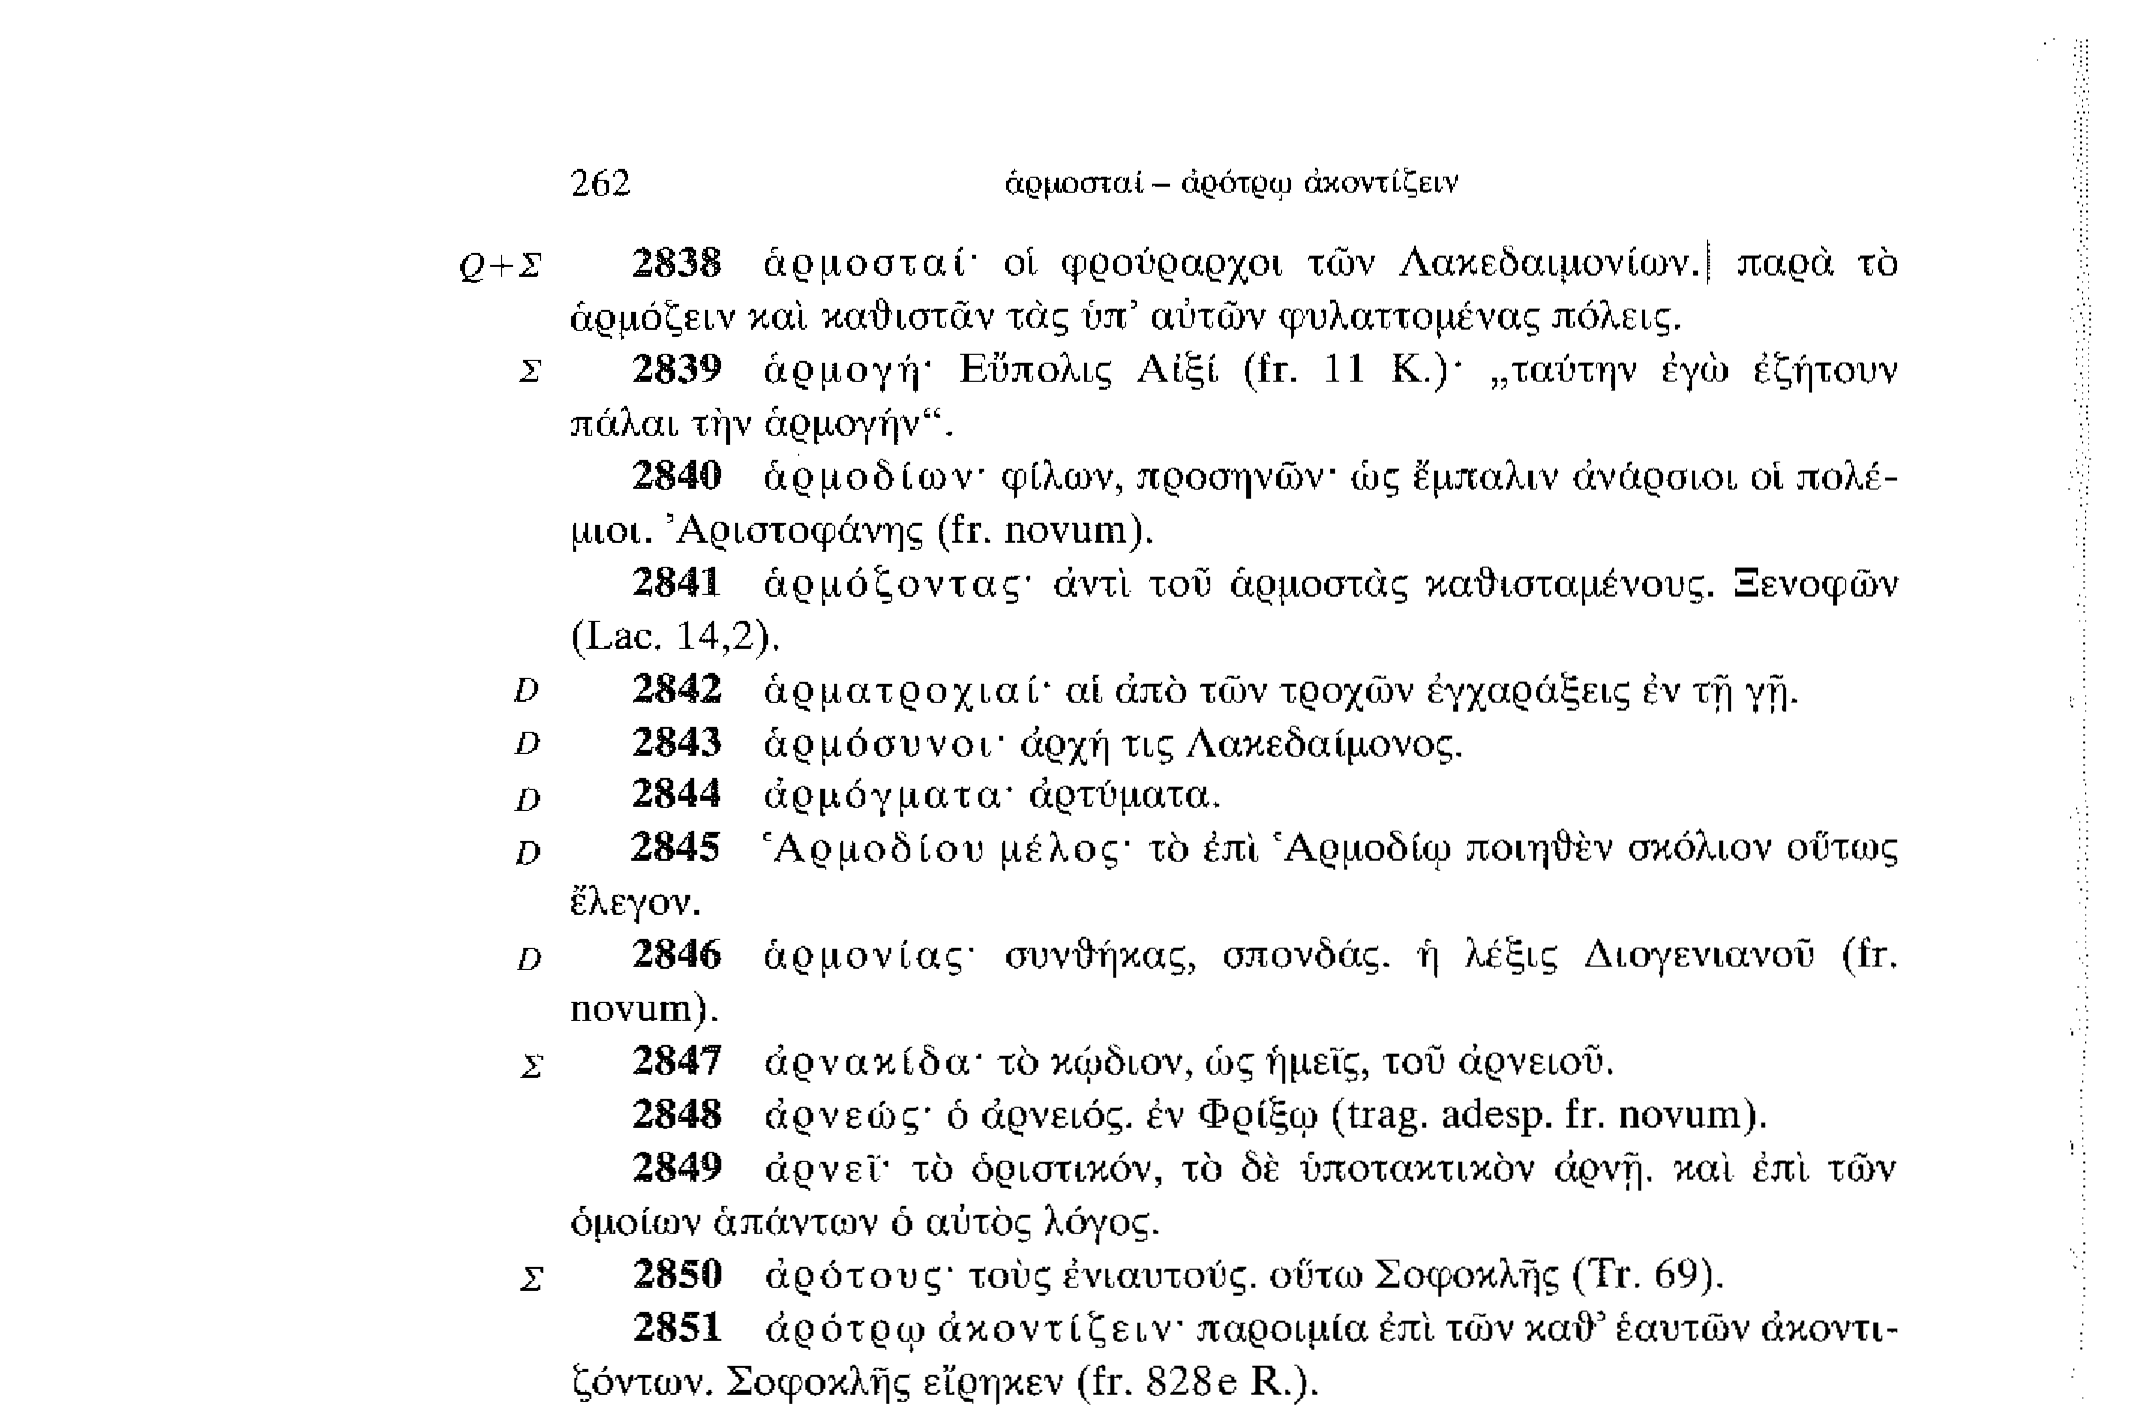 262 ἁρμοσταί – ἀρότρῳ ἀκοντίζειν
Q+Σ 2838 ἁρμοσταί· οἱ φρούραρχοι τῶν Λακεδαιμονίων.| παρὰ τὸ
ἁρμόζειν καὶ καθιστᾶν τὰς ὑπ’ αὐτῶν φυλαττομένας πόλεις.
Σ 2839 ἁρμογή· Εὔπολις Αἰξί (fr. 11 K.)· „ταύτην ἐγὼ ἐζήτουν
πάλαι τὴν ἁρμογήν“.
2840 ἁρμοδίων· φίλων, προσηνῶν· ὡς ἔμπαλιν ἀνάρσιοι οἱ πολέ-
μιοι. Ἀριστοφάνης (fr. novum).
2841 ἁρμόζοντας· ἀντὶ τοῦ ἁρμοστὰς καθισταμένους. Ξενοφῶν
(Lac. 14,2).
D 2842 ἁρματροχιαί· αἱ ἀπὸ τῶν τροχῶν ἐγχαράξεις ἐν τῇ γῇ.
D 2843 ἁρμόσυνοι· ἀρχή τις Λακεδαίμονος.
D 2844 ἀρμόγματα· ἀρτύματα.
D 2845 Ἁρμοδίου μέλος· τὸ ἐπὶ Ἁρμοδίῳ ποιηθὲν σκόλιον οὕτως
ἔλεγον.
D 2846 ἁρμονίας· συνθήκας, σπονδάς. ἡ λέξις Διογενιανοῦ (fr.
novum).
Σ 2847 ἀρνακίδα· τὸ κῴδιον, ὡς ἡμεῖς, τοῦ ἀρνειοῦ.
2848 ἀρνεώς· ὁ ἀρνειός. ἐν Φρίξῳ (trag. adesp. fr. novum).
2849 ἀρνεῖ· τὸ ὁριστικόν, τὸ δὲ ὑποτακτικὸν ἀρνῇ. καὶ ἐπὶ τῶν
ὁμοίων ἁπάντων ὁ αὐτὸς λόγος.
Σ 2850 ἀρότους· τοὺς ἐνιαυτούς. οὕτω Σοφοκλῆς (Tr. 69).
2851 ἀρότρῳ ἀκοντίζειν· παροιμία ἐπὶ τῶν καθ’ ἑαυτῶν ἀκοντι-
ζόντων. Σοφοκλῆς εἴρηκεν (fr. 828e R.).